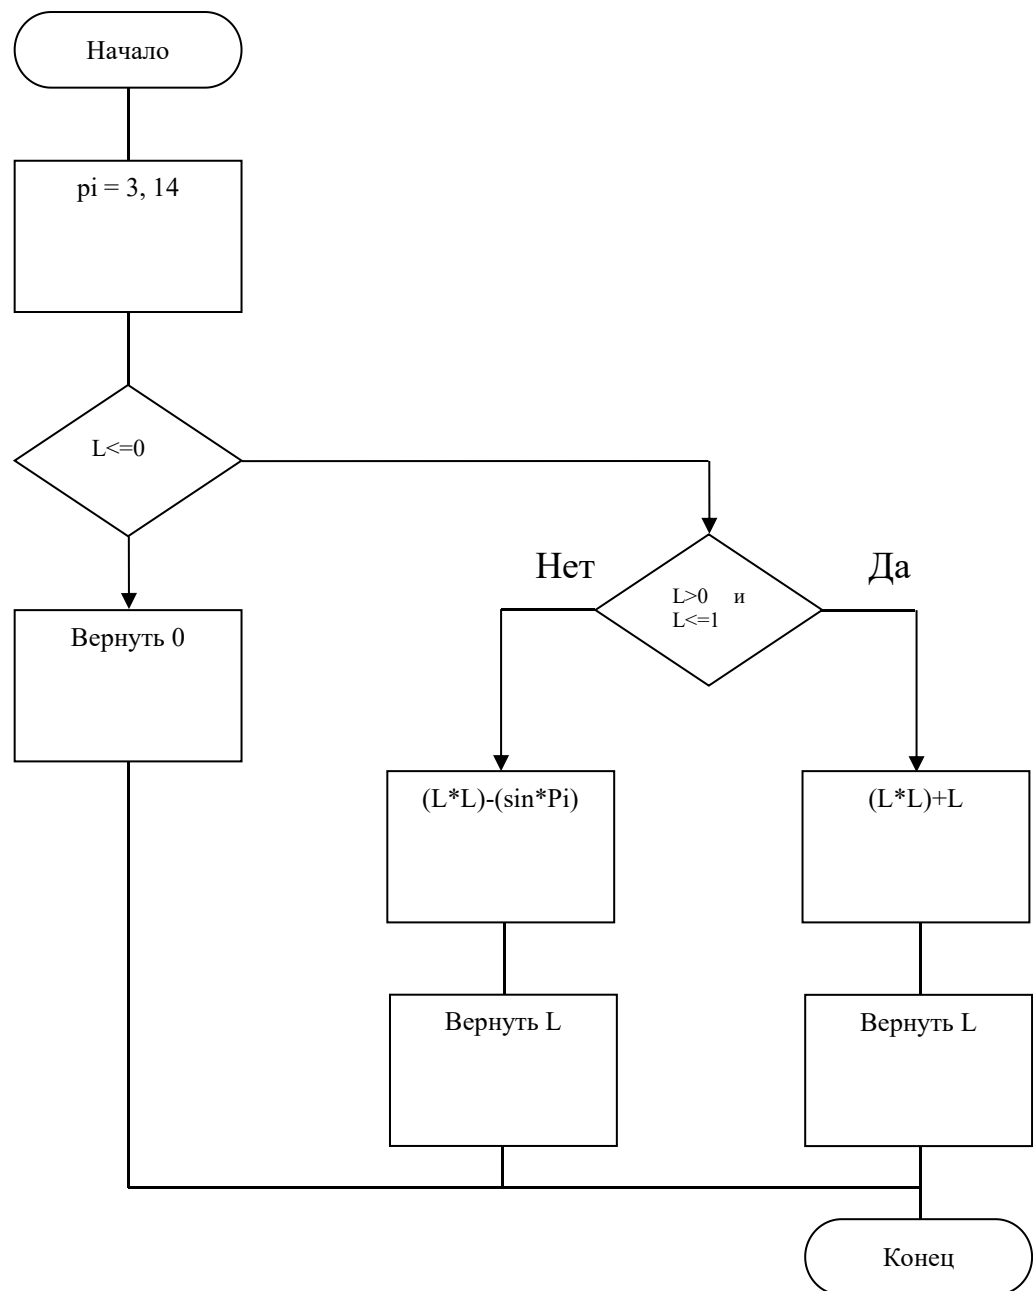 Начало
pi = 3, 14
L<=0
Нет
Да
L>0 и
L<=1
Вернуть 0
(L*L)-(sin*Pi)
(L*L)+L
Вернуть L
Вернуть L
Конец